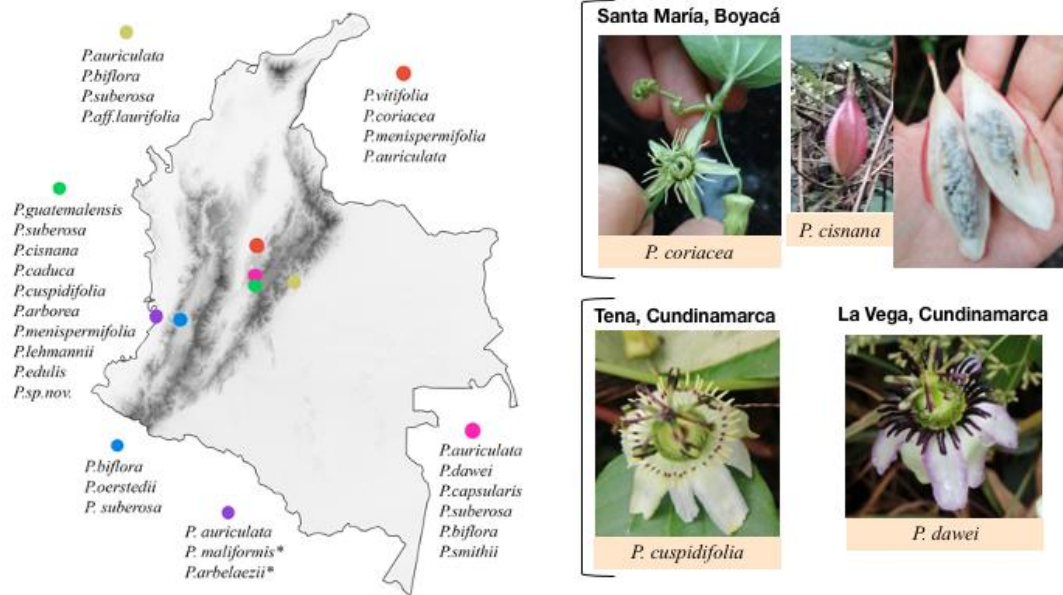 P.auriculata
P.biflora
P.suberosa
P.aff.laurifolia
P.vitifolia
P.coriacea
P.menispermifolia
P.auriculata
P.guatemalensis
P.suberosa
P.cisnana
P.caduca
P.cuspidifolia
P.arborea
P.menispermifolia
P.lehmannii
P.edulis
P.sp.nov.
P.biflora
P.oerstedii
P. suberosa
P. auriculata
P. maliformis*
P.arbelaezii*
P.auriculata
P.dawei
P.capsularis
P.suberosa
P.biflora
P.smithii
Santa María, Boyacá
P. coriacea
P. cisnana
Tena, Cundinamarca
P. cuspidifolia
La Vega, Cundinamarca
P. dawei